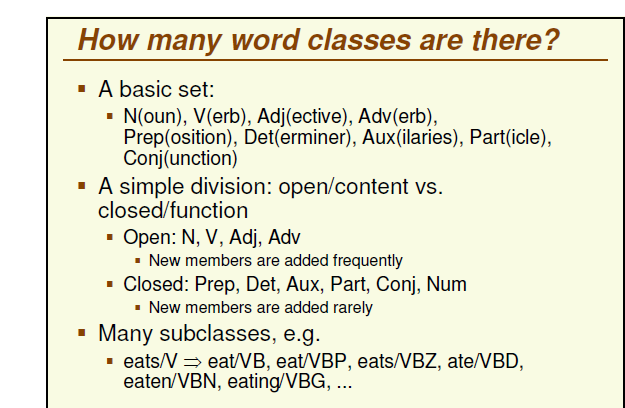 How many word classes are there?
▪ A basic set:
▪ N(oun), V(erb), Adj(ective), Adv(erb),
Prep(osition), Det(erminer), Aux(ilaries), Part(icle),
Conj(unction)
▪ A simple division: open/content vs.
closed/function
▪ Open: N, V, Adj, Adv
▪ New members are added frequently
▪ Closed: Prep, Det, Aux, Part, Conj, Num
▪ New members are added rarely
▪ Many subclasses, e.g.
▪ eats/V ⇒ eat/VB, eat/VBP, eats/VBZ, ate/VBD,
eaten/VBN, eating/VBG, ...